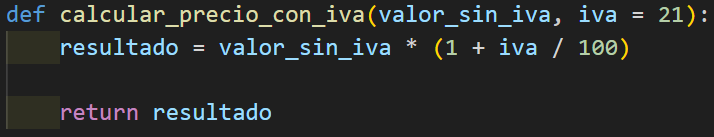 def calcular_precio_con_iva(valor_sin_iva, iva = 21):
    resultado = valor_sin_iva * (1 + iva / 100)

    return resultado